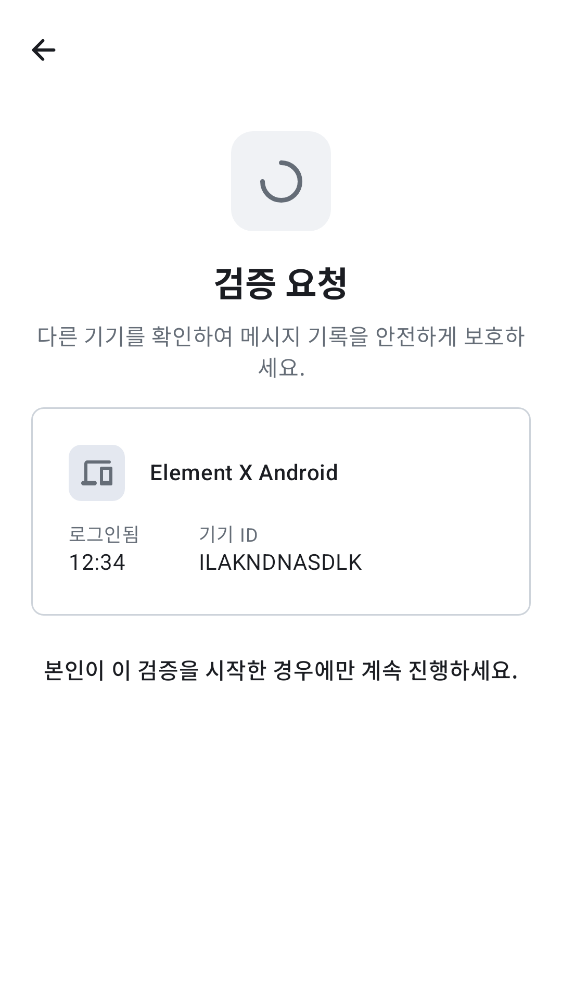 검증 요청
다른 기기를 확인하여 메시지 기록을 안전하게 보호하
세요.
Element X Android
로그인됨 기기 ID
12:34 ILAKNDNASDLK
본인이 이 검증을 시작한 경우에만 계속 진행하세요.